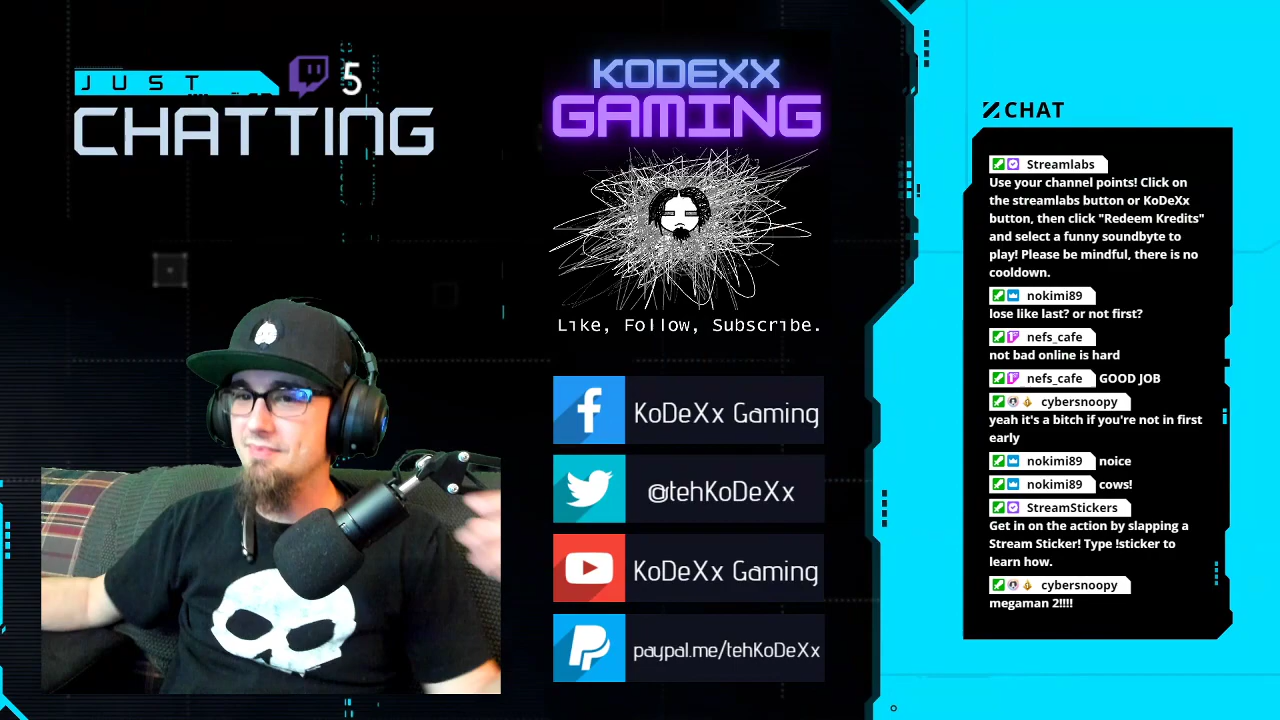 JUST
5
CHATTING
KODEXX
GAMING
Like, Follow, Subscribe.
KoDeXx Gaming
@tehKoDeXx
KoDeXx Gaming
paypal.me/tehKoDeXx
CHAT
Streamlabs
Use your channel points! Click on
the streamlabs button or KoDeXx
button, then click "Redeem Kredits"
and select a funny soundbyte to
play! Please be mindful, there is no
cooldown.
nokimi89
lose like last? or not first?
nefs_cafe
not bad online is hard
nefs_cafe GOOD JOB
cybersnoopy
yeah it's a bitch if you're not in first
early
nokimi89 noice
nokimi89 cows!
StreamStickers
Get in on the action by slapping a
Stream Sticker! Type !sticker to
learn how.
cybersnoopy
megaman 2!!!!